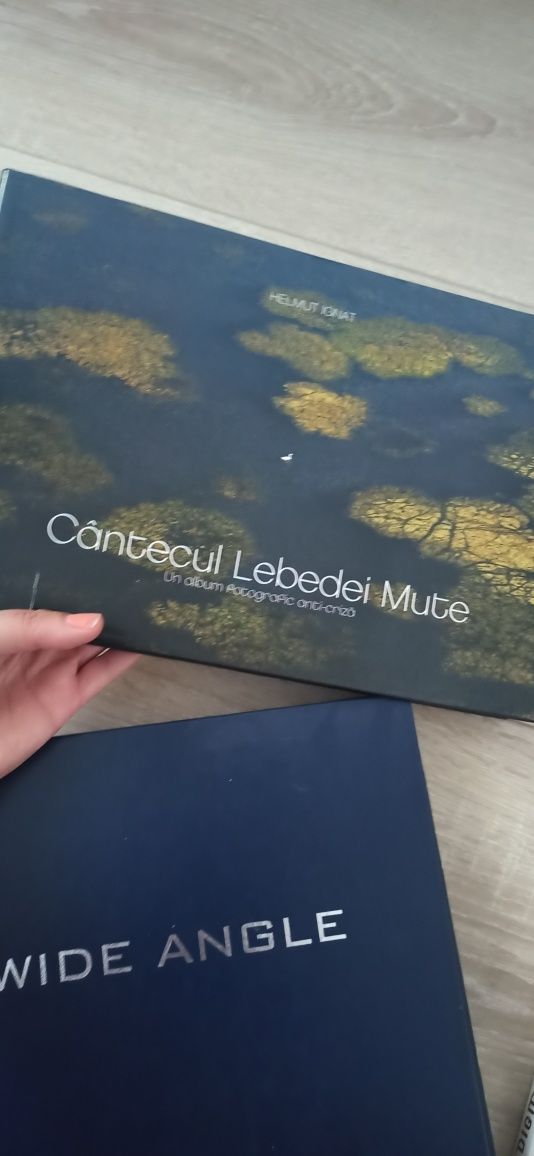 HELMUT IGNAT
Cântecul Lebedei Mute
Un album fotografic anti-criză
WIDE ANGLE